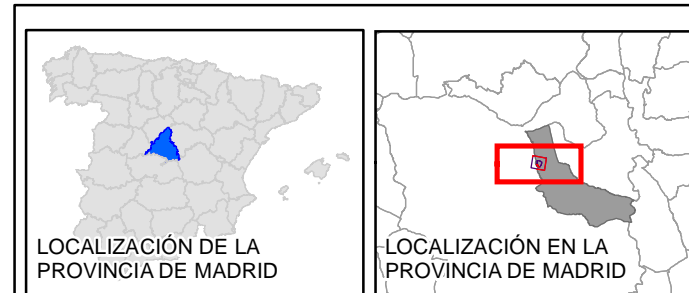 LOCALIZACIÓN DE LA
PROVINCIA DE MADRID
LOCALIZACIÓN EN LA
PROVINCIA DE MADRID